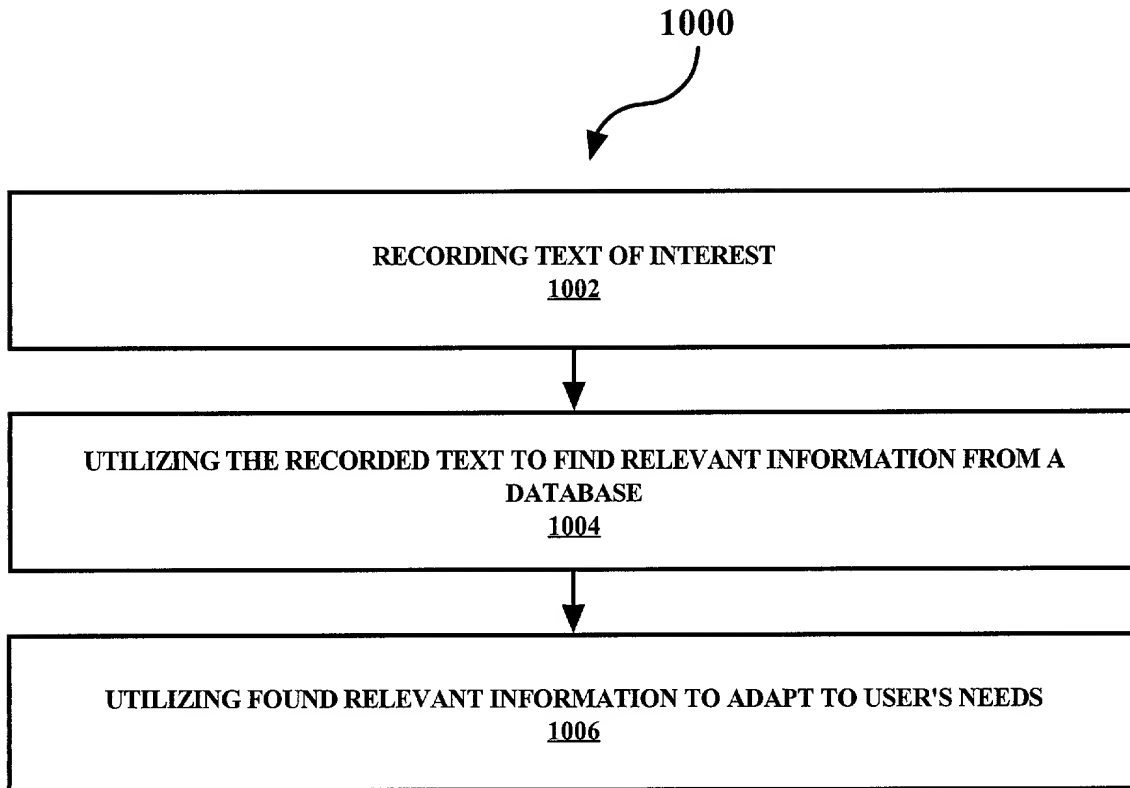 1000
RECORDING TEXT OF INTEREST
1002
UTILIZING THE RECORDED TEXT TO FIND RELEVANT INFORMATION FROM A
DATABASE
1004
UTILIZING FOUND RELEVANT INFORMATION TO ADAPT TO USER'S NEEDS
1006